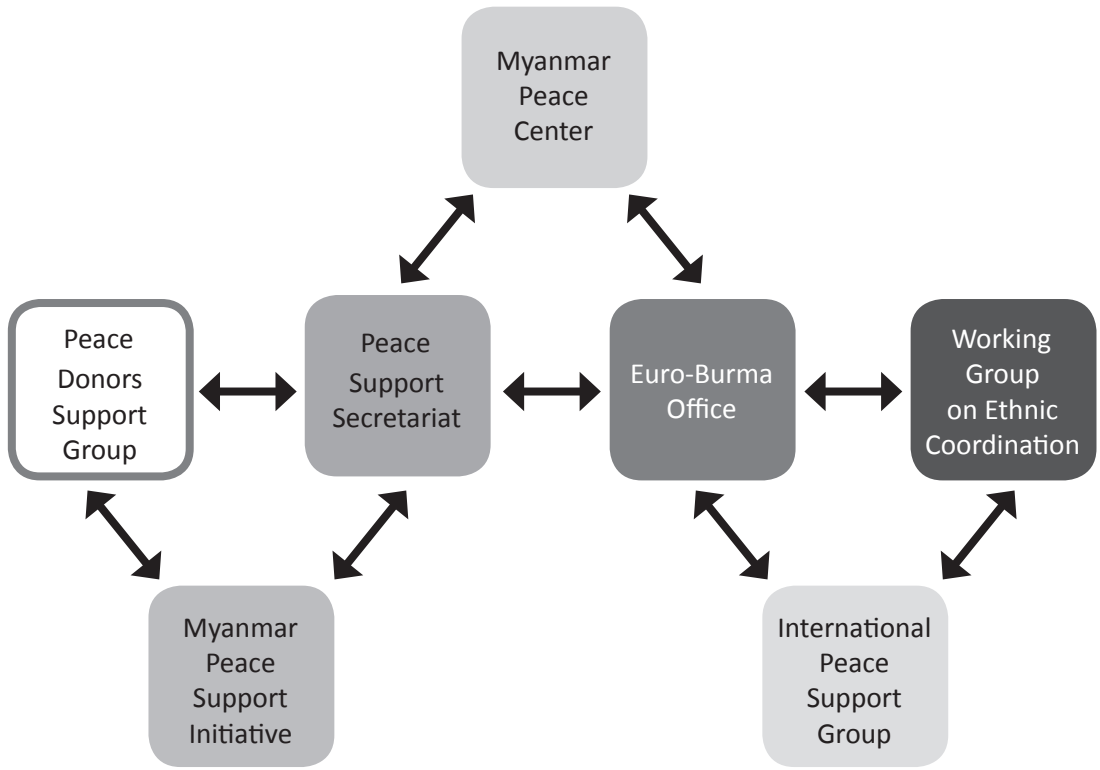 Myanmar
Peace
Center
Peace
Donors
Support
Group
Peace
Support
Secretariat
Euro-Burma
Office
Working
Group
on Ethnic
Coordination
Myanmar
Peace
Support
Initiative
International
Peace
Support
Group